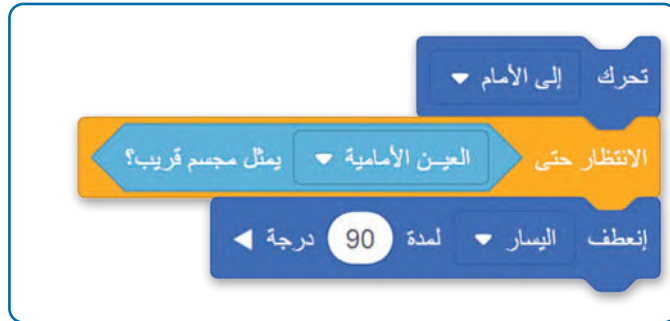 تحرك إلى الأمام
الانتظار حتى العيـن الأمامية يمثل مجسم قريب؟
إنعطف اليسار لمدة 90 درجة